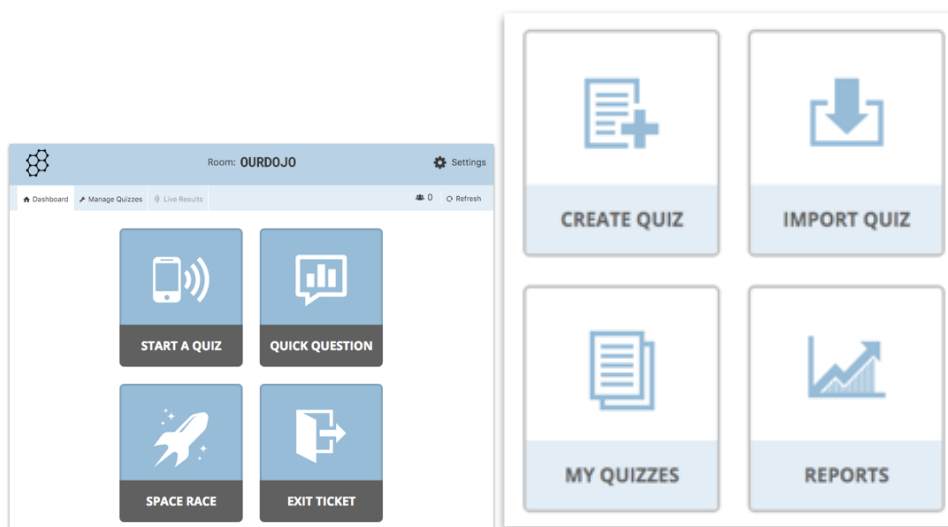 Room: OURDOJO
Settings
Dashboard Manage Quizzes Live Results 0 Refresh
START A QUIZ QUICK QUESTION
SPACE RACE EXIT TICKET
CREATE QUIZ IMPORT QUIZ
MY QUIZZES REPORTS